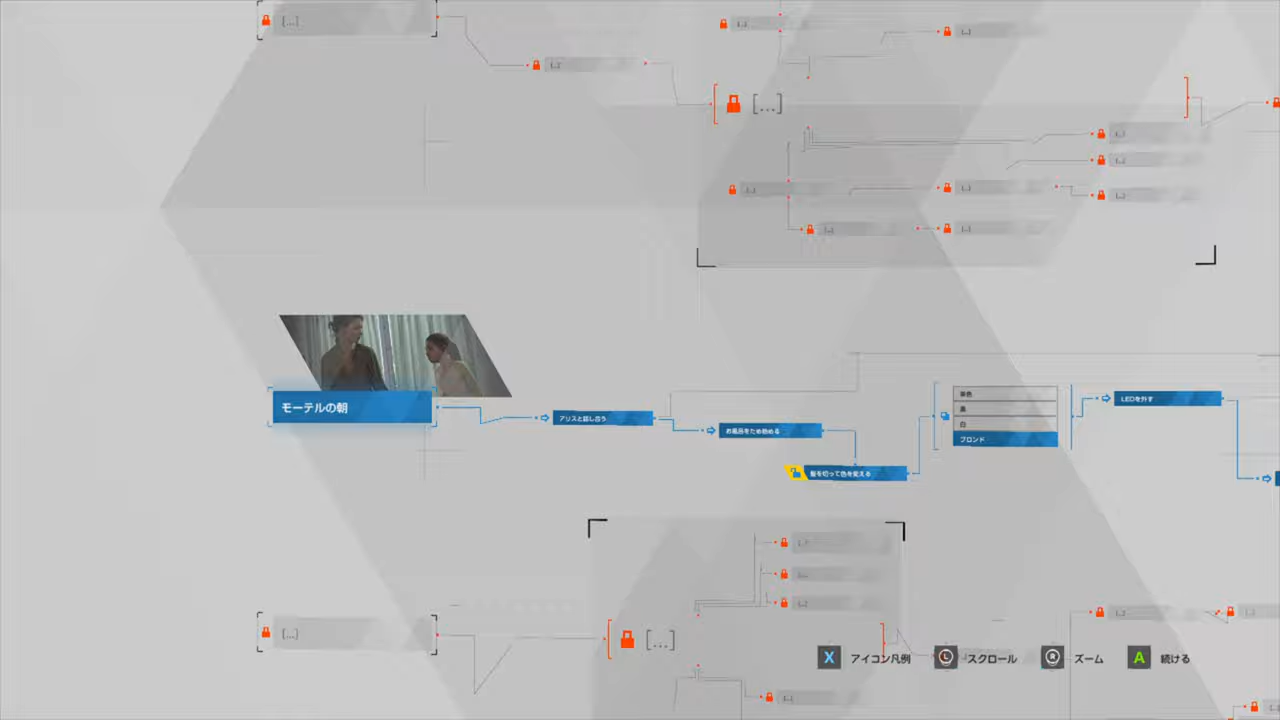 [...]
[...]
[...]
[...]
[...]
[...]
[...]
[...]
[...]
[...]
[...]
[...]
モーテルの朝
アリスと話し合う
お風呂をため始める
髪を切って色を変える
茶色
黒
白
ブロンド
LEDを外す
[...]
[...]
[...]
[...]
[...]
[...]
[...]
X アイコン凡例
L スクロール
R ズーム
A 続ける
[...]